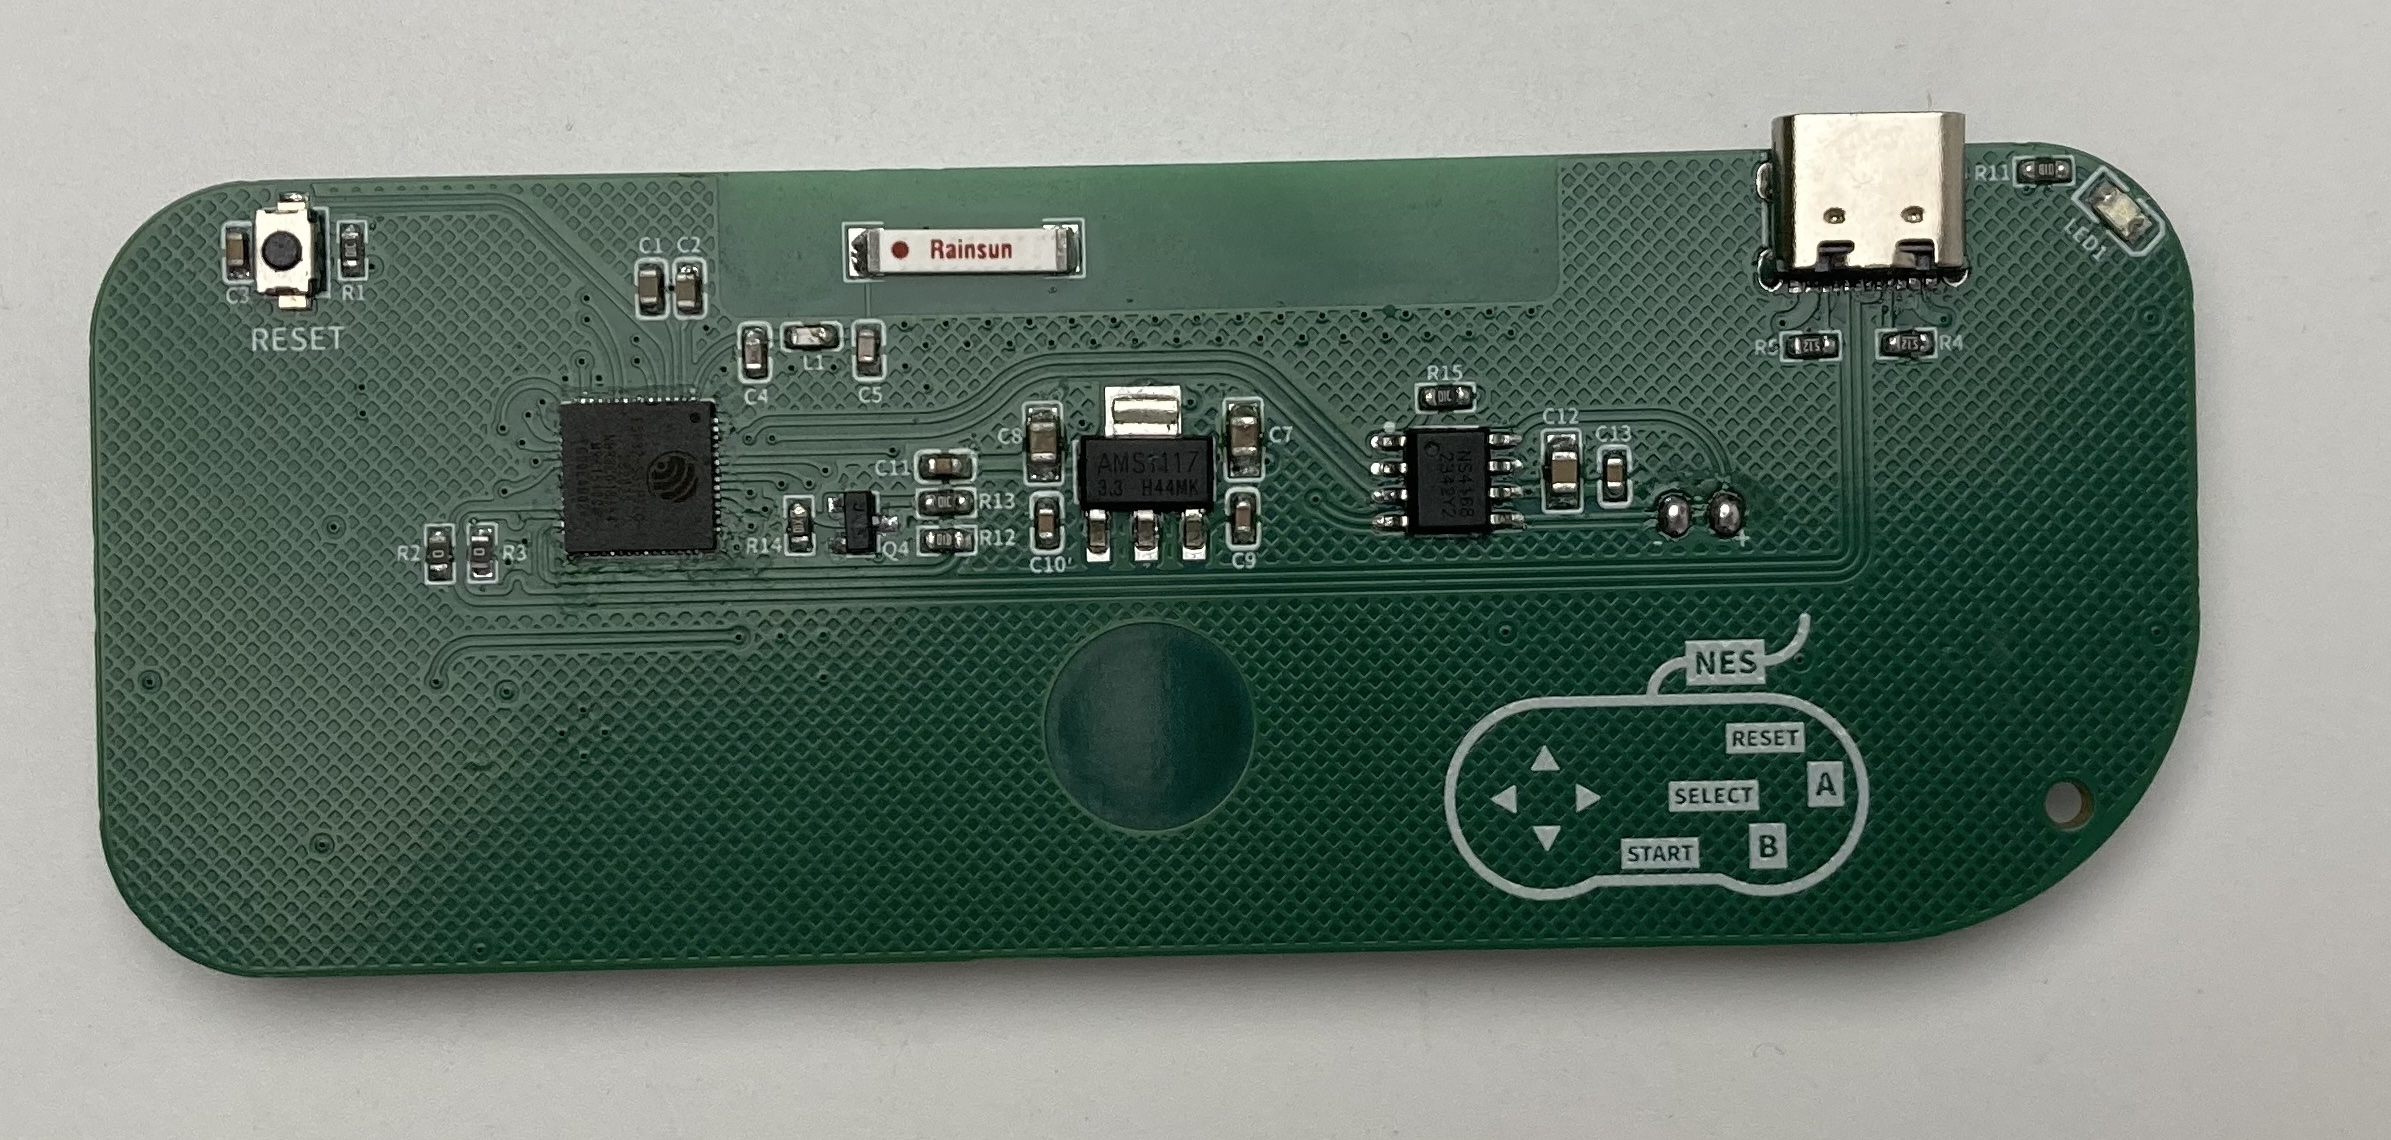 R11
LED1
Rainsun
C1 C2
C3
R1
RESET
L1
C4
C5
R5
R4
R15
C8
C7
C12
C13
C11
AMS1117
3.3 H44MK
R13
R12
R14
Q4
R2
R3
C10
C9
- +
NES
RESET
A
SELECT
B
START